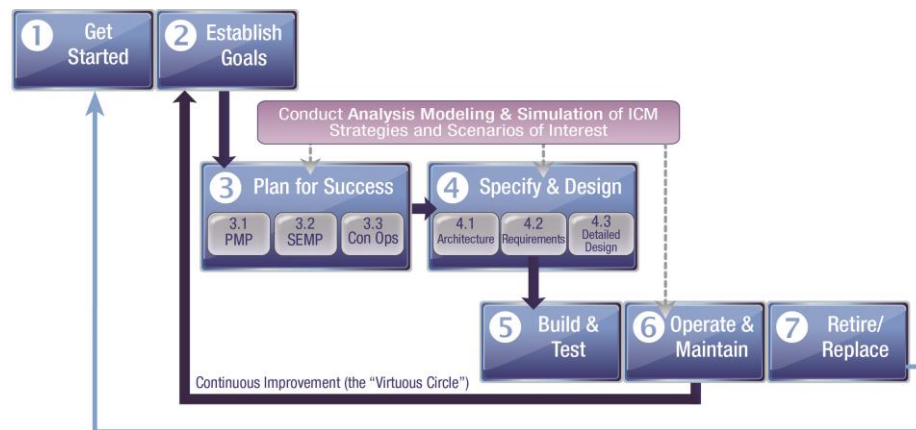 1 Get
Started
2 Establish
Goals
Conduct Analysis Modeling & Simulation of ICM
Strategies and Scenarios of Interest
3 Plan for Success
3.1
PMP
3.2
SEMP
3.3
Con Ops
4 Specify & Design
4.1
Architecture
4.2
Requirements
4.3
Detailed
Design
5 Build &
Test
6 Operate &
Maintain
7 Retire/
Replace
Continuous Improvement (the “Virtuous Circle”)